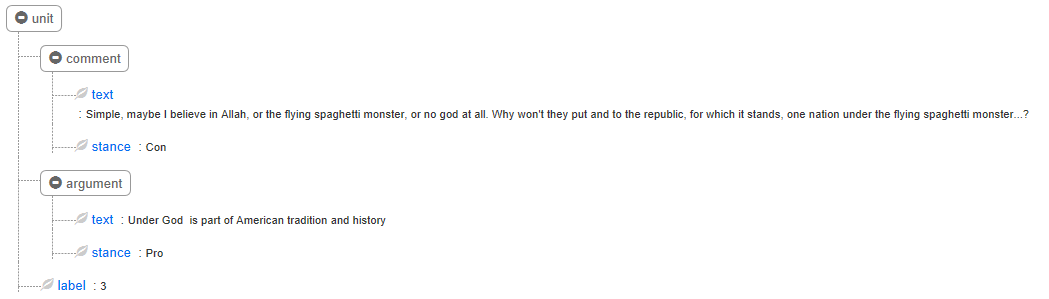 unit
comment
text
: Simple, maybe I believe in Allah, or the flying spaghetti monster, or no god at all. Why won't they put and to the republic, for which it stands, one nation under the flying spaghetti monster...?
stance : Con
argument
text : Under God  is part of American tradition and history
stance : Pro
label : 3